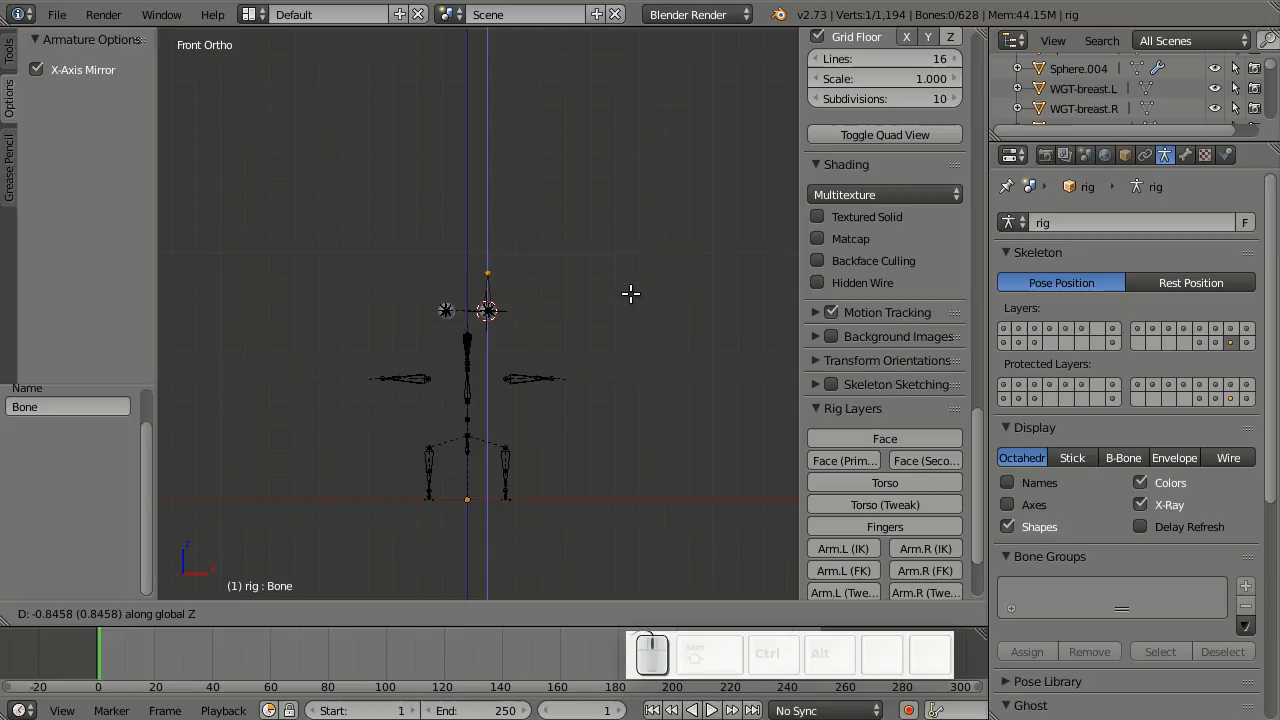 File Render Window Help Default Scene Blender Render v2.73 | Verts:1/1,194 | Bones:0/628 | Mem:44.15M | rig
Tools
Options
Grease Pencil
Armature Options
X-Axis Mirror
Name
Bone
Front Ortho
z
x
(1) rig : Bone
D: -0.8458 (0.8458) along global Z
Grid Floor X Y Z
Lines: 16
Scale: 1.000
Subdivisions: 10
Toggle Quad View
Shading
Multitexture
Textured Solid
Matcap
Backface Culling
Hidden Wire
Motion Tracking
Background Images
Transform Orientations
Skeleton Sketching
Rig Layers
Face
Face (Prim... Face (Seco...
Torso
Torso (Tweak)
Fingers
Arm.L (IK) Arm.R (IK)
Arm.L (FK) Arm.R (FK)
Arm.L (Twe... Arm.R (Twe...
View Search All Scenes
Sphere.004
WGT-breast.L
WGT-breast.R
rig rig
rig F
Skeleton
Pose Position Rest Position
Layers:
Protected Layers:
Display
Octahedr Stick B-Bone Envelope Wire
Names Colors
Axes X-Ray
Shapes Delay Refresh
Bone Groups
Assign Remove Select Deselect
Pose Library
Ghost
Shift Ctrl Alt
-20 0 20 40 60 80 100 120 140 160 180 200 220 240 260 280 300
View Marker Frame Playback Start: 1 End: 250 1 No Sync